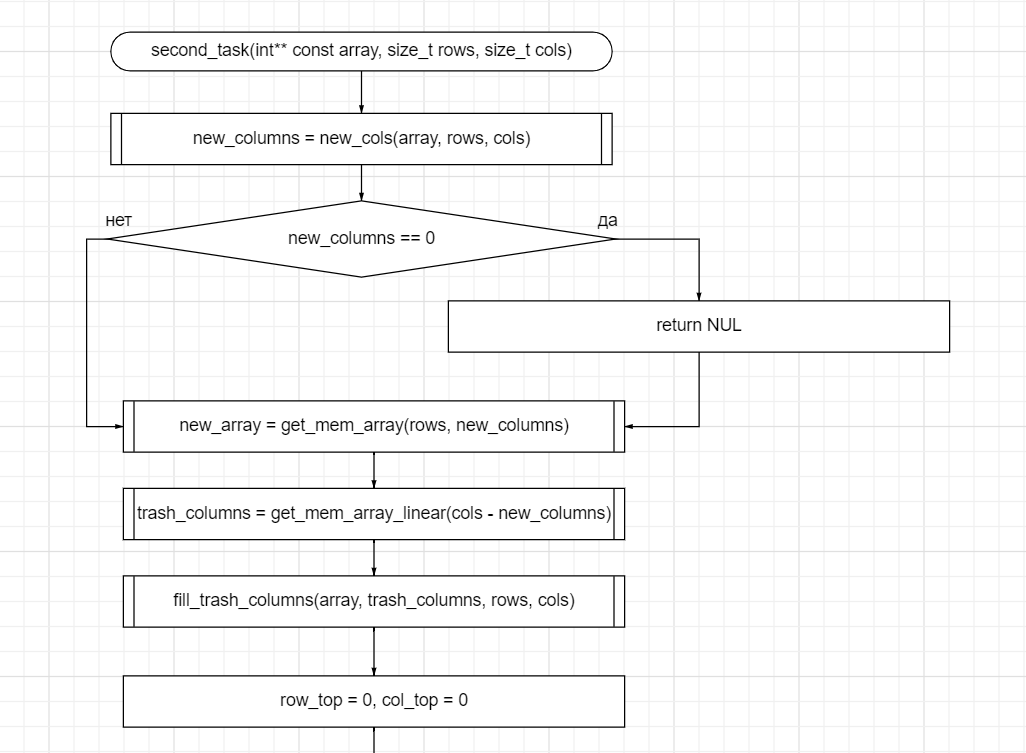 second_task(int** const array, size_t rows, size_t cols)
new_columns = new_cols(array, rows, cols)
нет
да
new_columns == 0
return NUL
new_array = get_mem_array(rows, new_columns)
trash_columns = get_mem_array_linear(cols - new_columns)
fill_trash_columns(array, trash_columns, rows, cols)
row_top = 0, col_top = 0